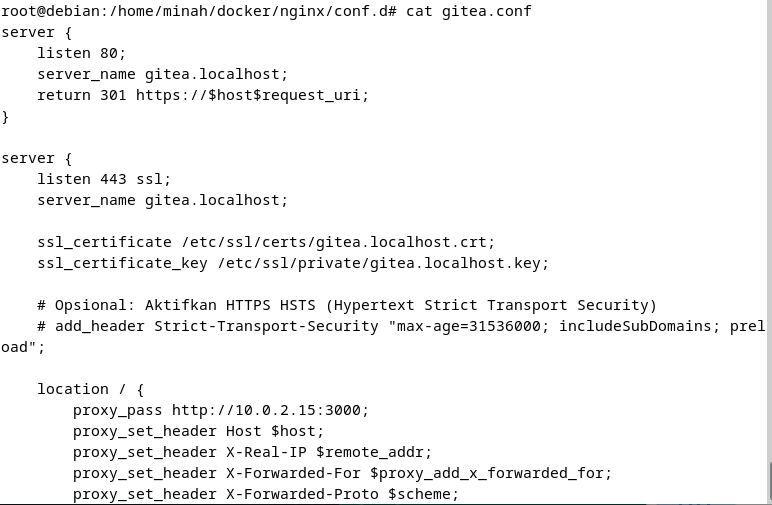 root@debian:/home/minah/docker/nginx/conf.d# cat gitea.conf
server {
    listen 80;
    server_name gitea.localhost;
    return 301 https://$host$request_uri;
}

server {
    listen 443 ssl;
    server_name gitea.localhost;

    ssl_certificate /etc/ssl/certs/gitea.localhost.crt;
    ssl_certificate_key /etc/ssl/private/gitea.localhost.key;

    # Opsional: Aktifkan HTTPS HSTS (Hypertext Strict Transport Security)
    # add_header Strict-Transport-Security "max-age=31536000; includeSubDomains; prel
oad";

    location / {
        proxy_pass http://10.0.2.15:3000;
        proxy_set_header Host $host;
        proxy_set_header X-Real-IP $remote_addr;
        proxy_set_header X-Forwarded-For $proxy_add_x_forwarded_for;
        proxy_set_header X-Forwarded-Proto $scheme;